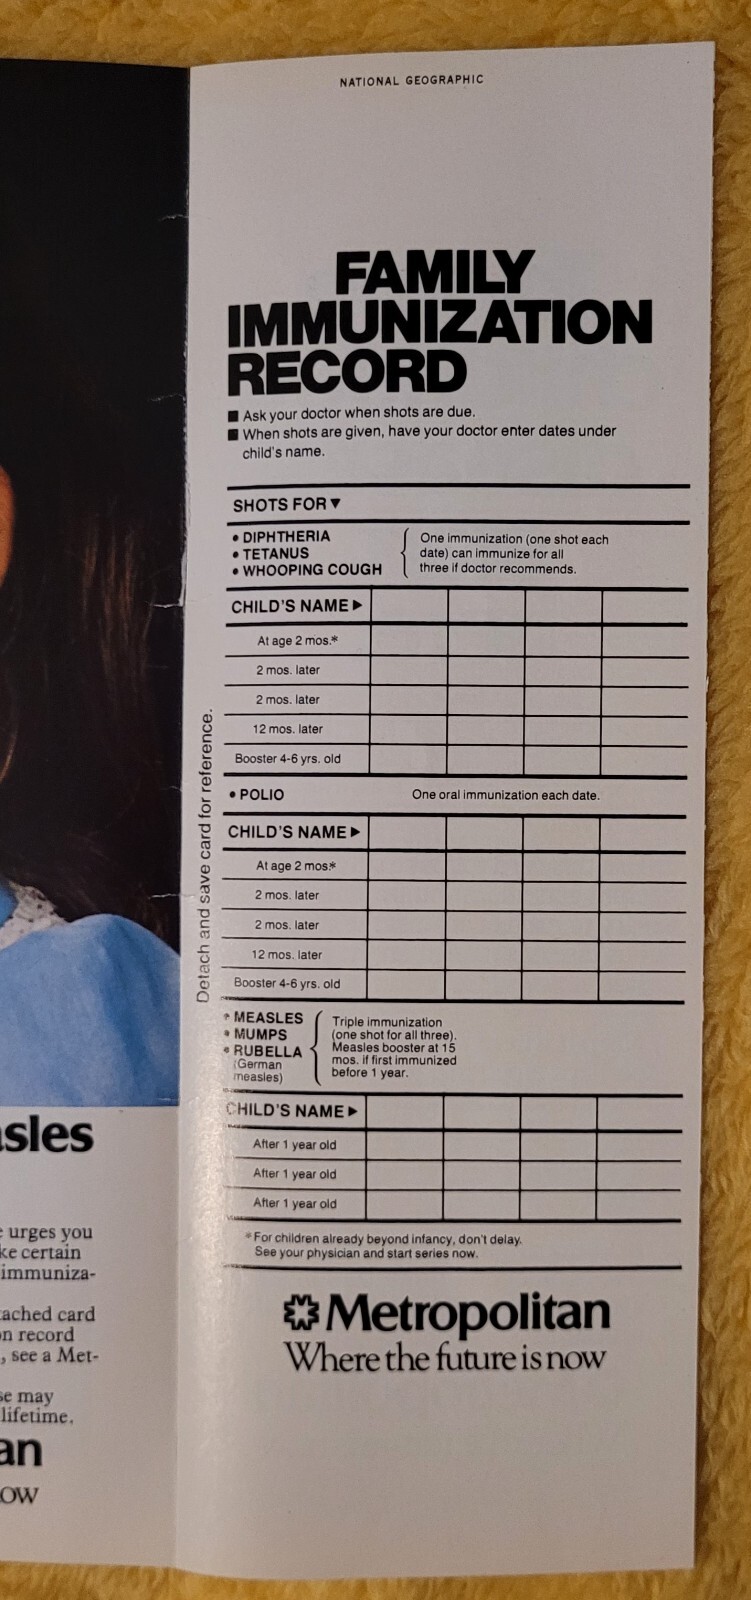 NATIONAL GEOGRAPHIC
FAMILY
IMMUNIZATION
RECORD
■ Ask your doctor when shots are due.
■ When shots are given, have your doctor enter dates under
child's name.
SHOTS FOR ▼
• DIPHTHERIA
• TETANUS
• WHOOPING COUGH
One immunization (one shot each
date) can immunize for all
three if doctor recommends.
CHILD'S NAME ►
At age 2 mos.*
2 mos. later
2 mos. later
12 mos. later
Booster 4-6 yrs. old
• POLIO One oral immunization each date.
CHILD'S NAME ►
At age 2 mos*
2 mos. later
2 mos. later
12 mos. later
Booster 4-6 yrs. old
• MEASLES
• MUMPS
• RUBELLA
(German
measles)
Triple immunization
(one shot for all three).
Measles booster at 15
mos. if first immunized
before 1 year.
CHILD'S NAME ►
After 1 year old
After 1 year old
After 1 year old
*For children already beyond infancy, don't delay.
See your physician and start series now.
Metropolitan
Where the future is now
Detach and save card for reference.
asles
urges you
ke certain
immuniza-
tached card
on record
, see a Met-
se may
lifetime.
an
ow